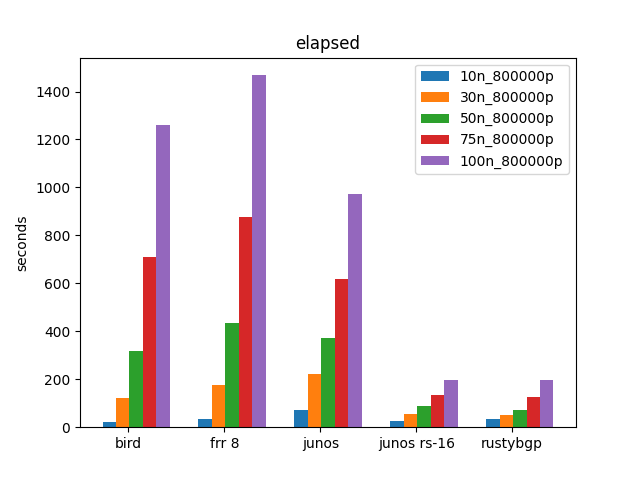 elapsed
10n_800000p
30n_800000p
50n_800000p
75n_800000p
100n_800000p
seconds
1400
1200
1000
800
600
400
200
0
bird
frr 8
junos
junos rs-16
rustybgp